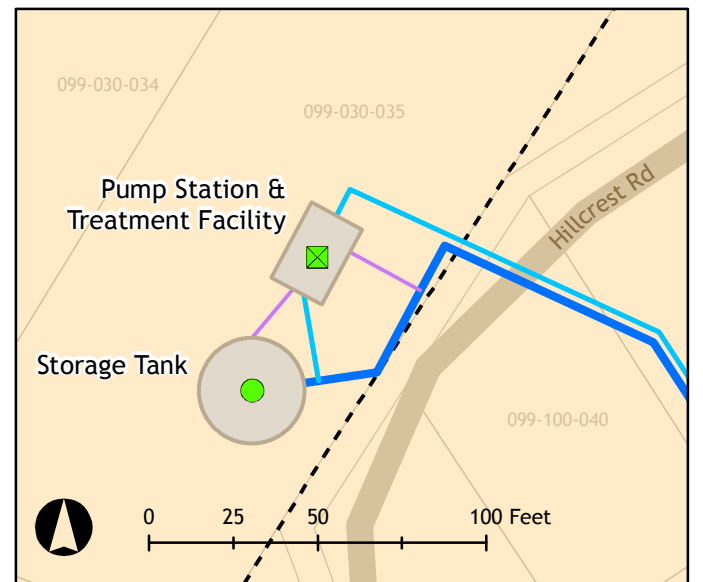 099-030-034
099-030-035
Hillcrest Rd
Pump Station &
Treatment Facility
Storage Tank
099-100-040
0 25 50 100 Feet